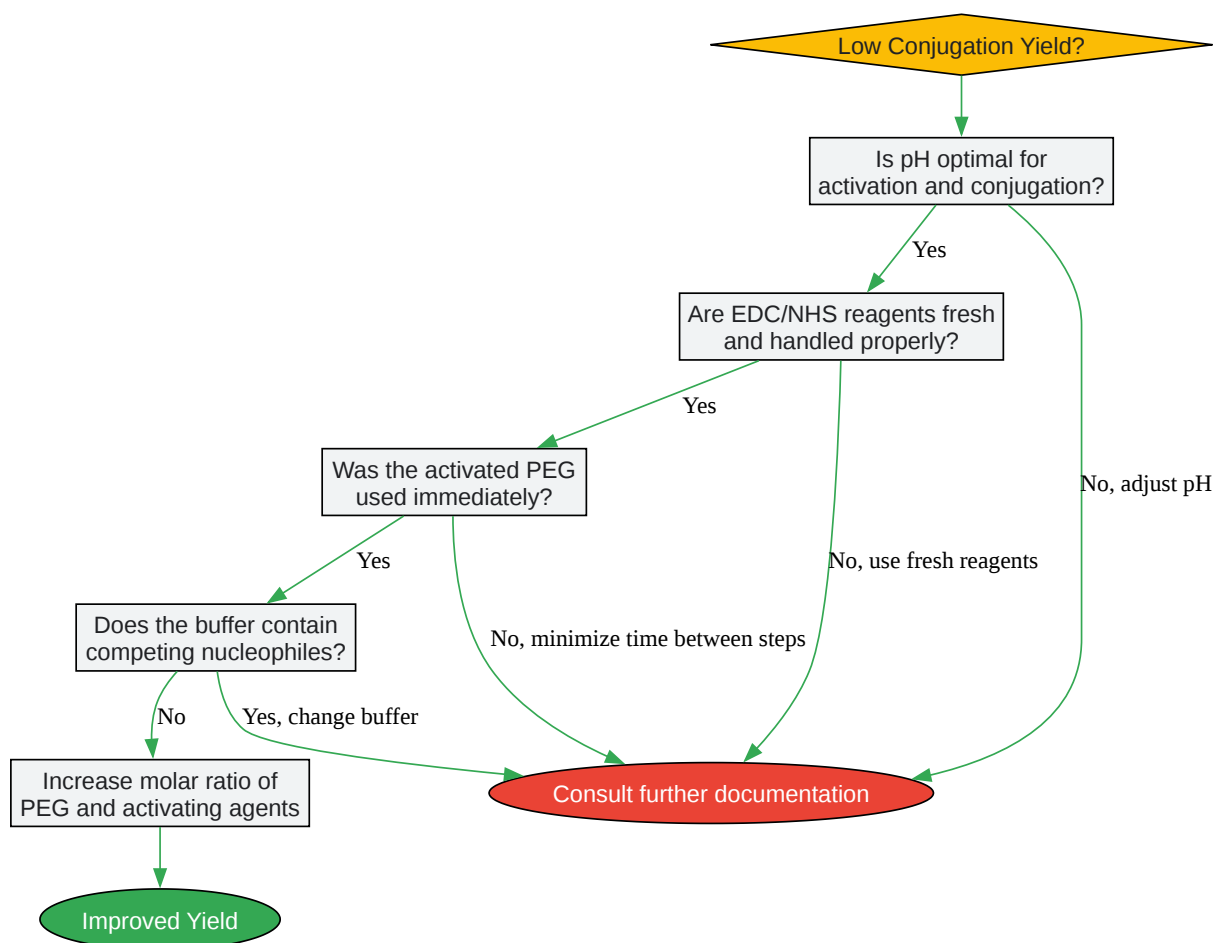 Low Conjugation Yield?
Is pH optimal for
activation and conjugation?
Yes
Are EDC/NHS reagents fresh
and handled properly?
Yes
Was the activated PEG
used immediately?
No, adjust pH
Yes
No, use fresh reagents
Does the buffer contain
competing nucleophiles?
No, minimize time between steps
No
Yes, change buffer
Increase molar ratio of
PEG and activating agents
Consult further documentation
Improved Yield